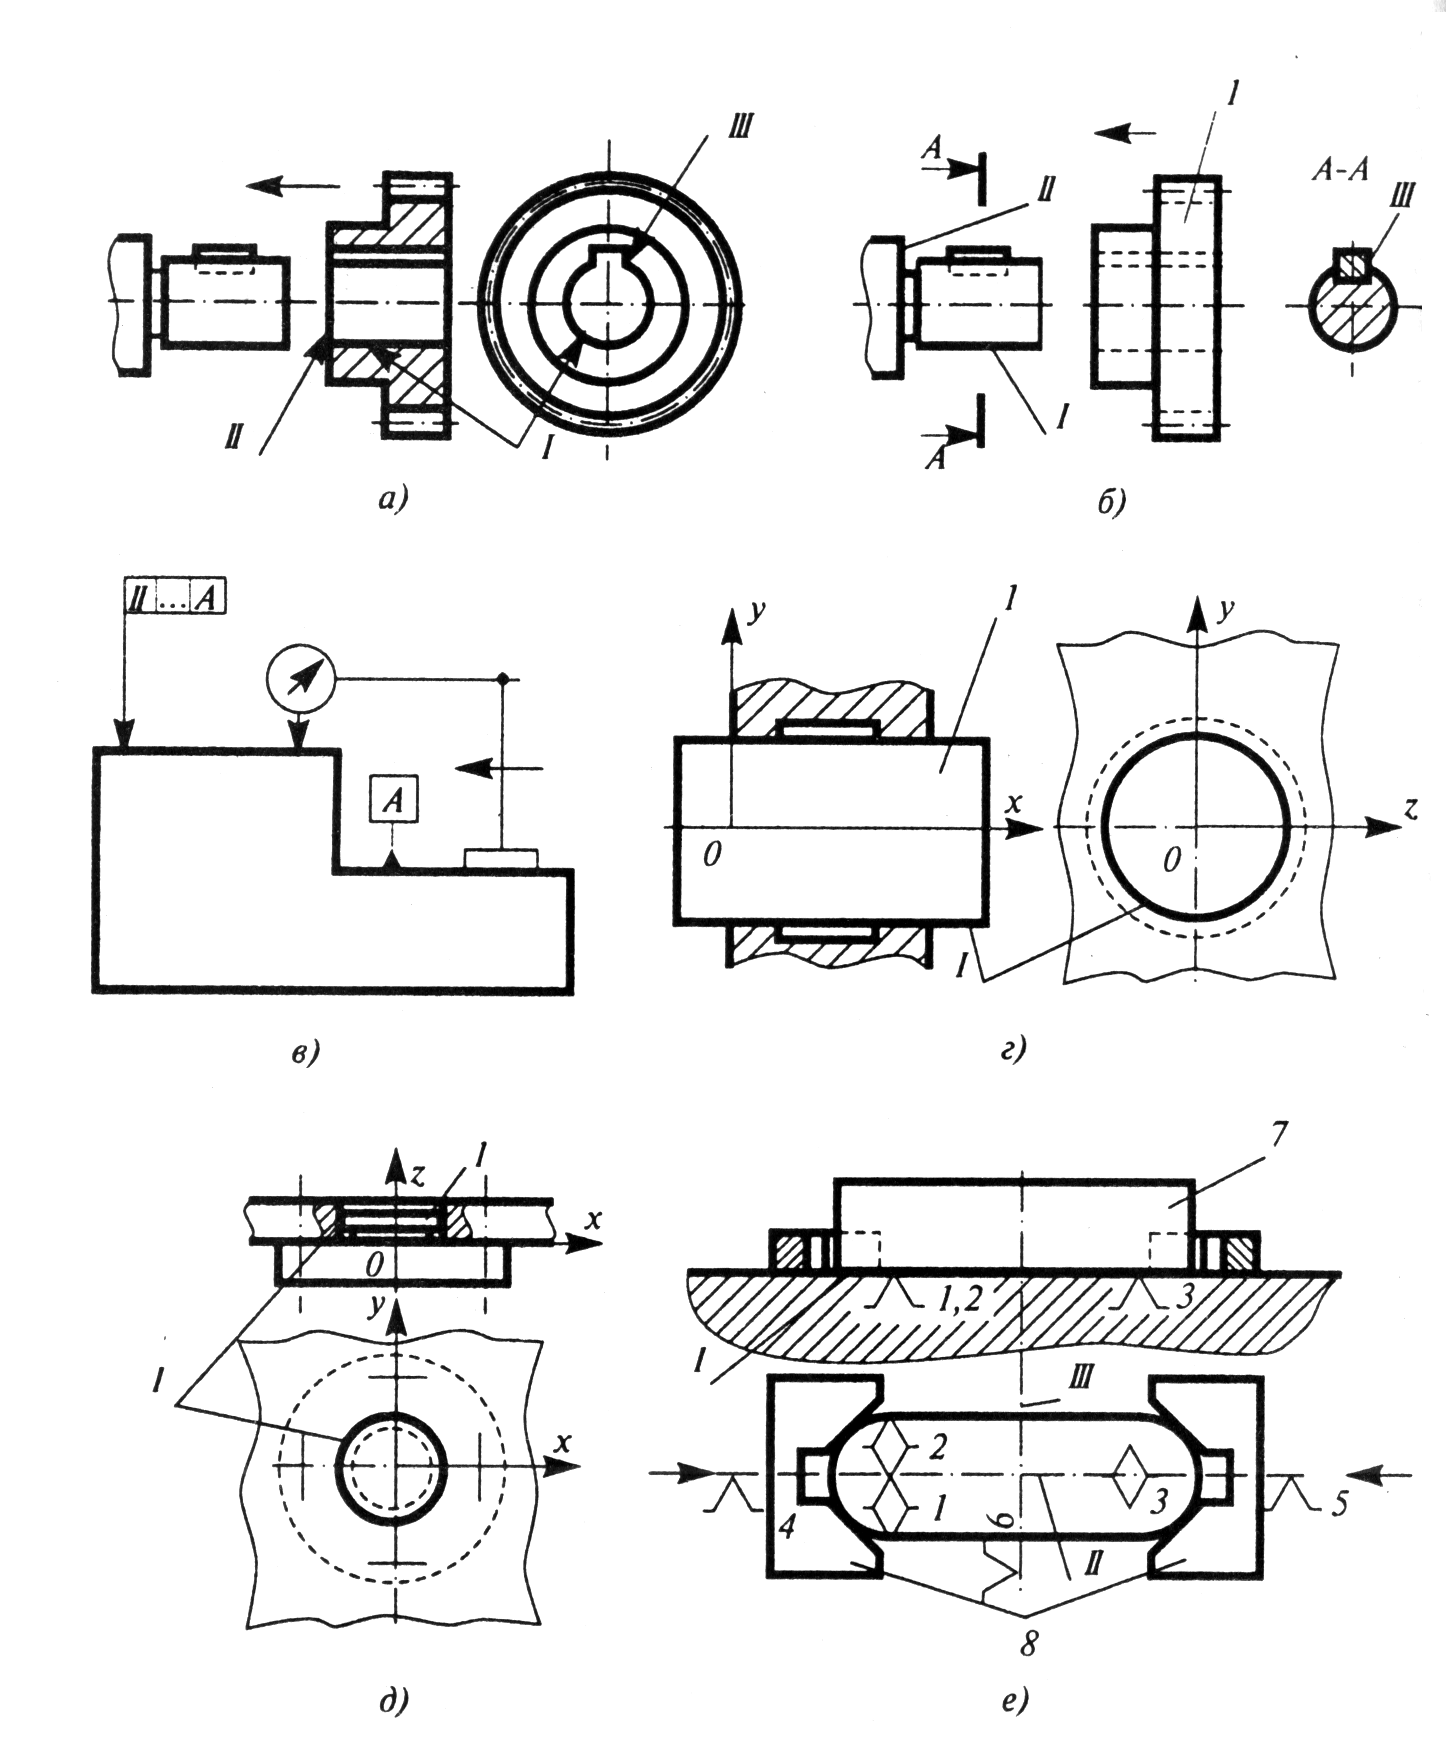 III
II
I
а)
A
A
II
I
1
A-A
III
б)
II ... A
A
в)
y
1
x
0
I
y
z
0
г)
z
1
x
0
y
I
x
д)
7
1,2
3
I
III
2
1
3
4
5
6
II
8
е)